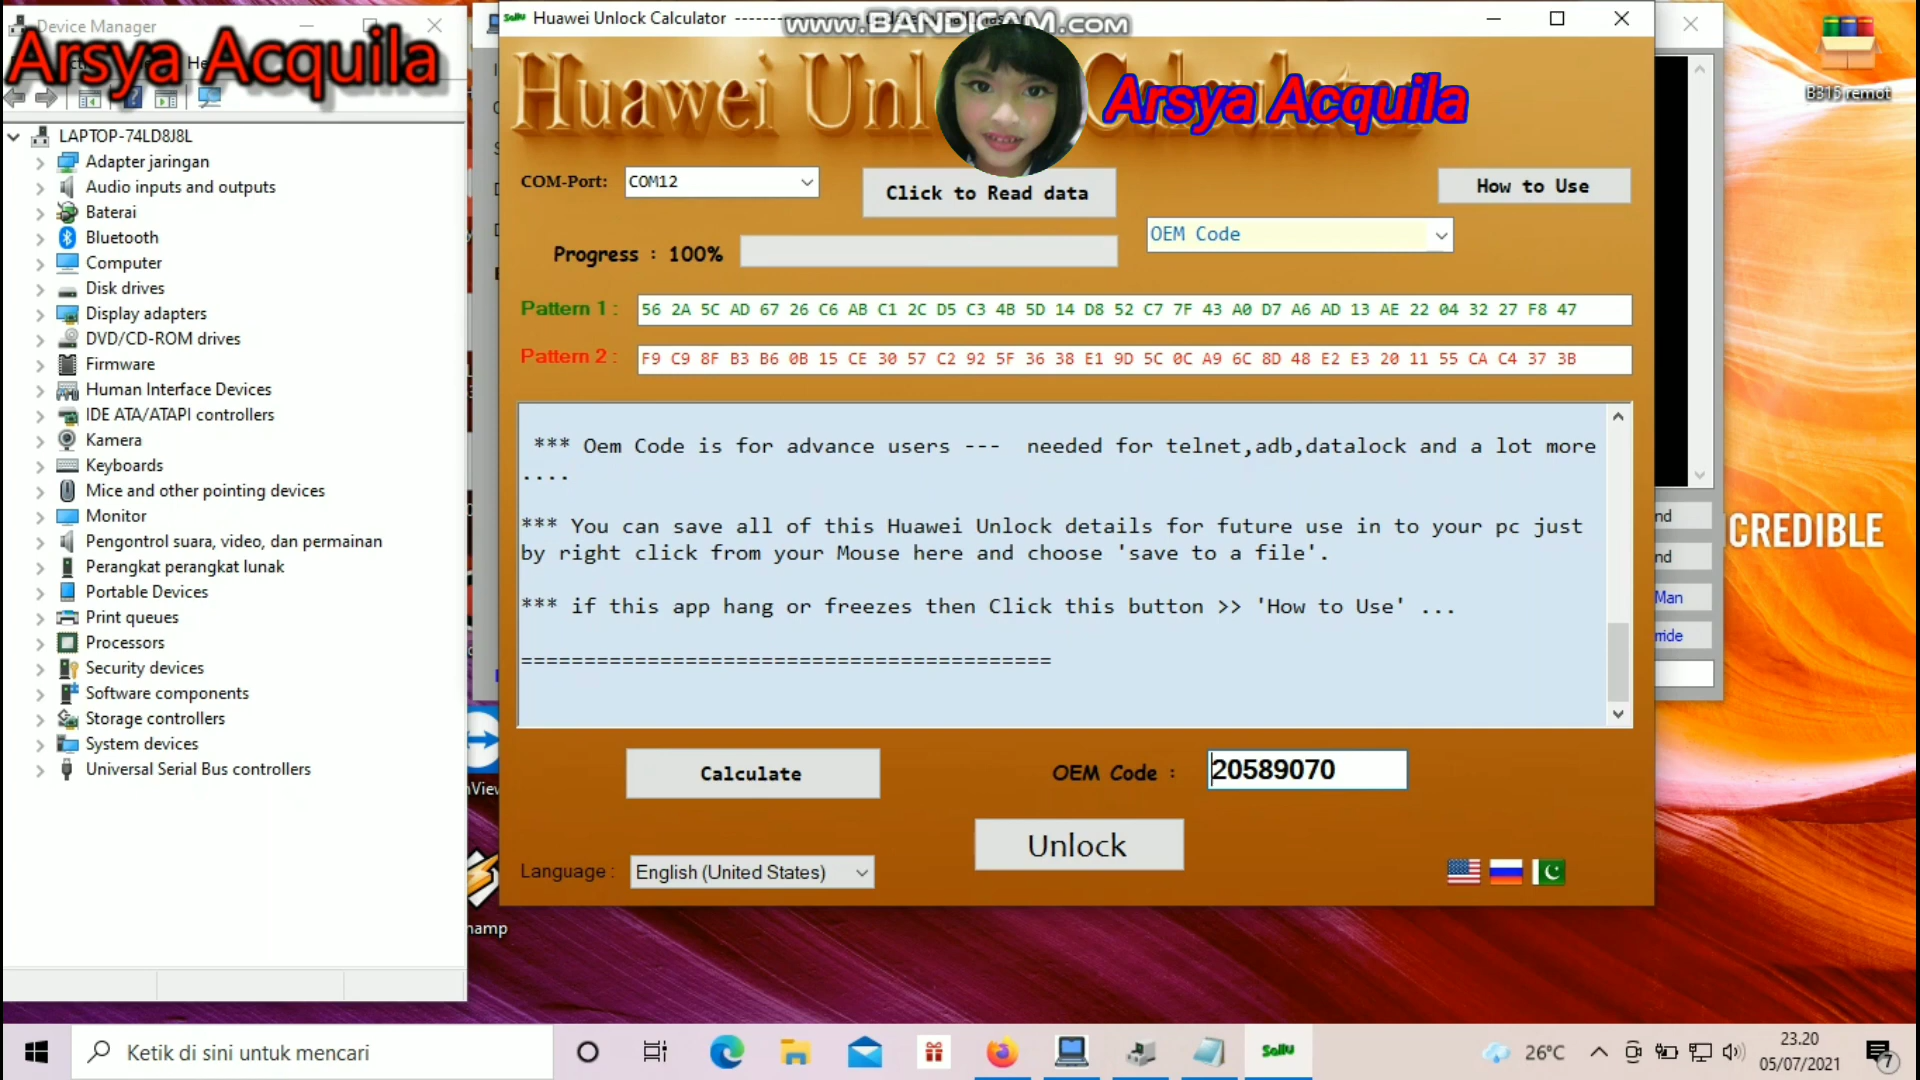 Device Manager
Arsya Acquila
LAPTOP-74LD8J8L
Adapter jaringan
Audio inputs and outputs
Baterai
Bluetooth
Computer
Disk drives
Display adapters
DVD/CD-ROM drives
Firmware
Human Interface Devices
IDE ATA/ATAPI controllers
Kamera
Keyboards
Mice and other pointing devices
Monitor
Pengontrol suara, video, dan permainan
Perangkat perangkat lunak
Portable Devices
Print queues
Processors
Security devices
Software components
Storage controllers
System devices
Universal Serial Bus controllers
Huawei Unlock Calculator
www.BANDICAM.com
Arsya Acquila
COM-Port: COM12
Click to Read data
How to Use
OEM Code
Progress : 100%
Pattern 1 : 56 2A 5C AD 67 26 C6 AB C1 2C D5 C3 4B 5D 14 D8 52 C7 7F 43 A0 D7 A6 AD 13 AE 22 04 32 27 F8 47
Pattern 2 : F9 C9 8F B3 B6 0B 15 CE 30 57 C2 92 5F 36 38 E1 9D 5C 0C A9 6C 8D 48 E2 E3 20 11 55 CA C4 37 3B
*** Oem Code is for advance users --- needed for telnet,adb,datalock and a lot more
....
*** You can save all of this Huawei Unlock details for future use in to your pc just
by right click from your Mouse here and choose 'save to a file'.
*** if this app hang or freezes then Click this button >> 'How to Use' ...
==========================================
Calculate
OEM Code : 20589070
Unlock
Language : English (United States)
B315 remot
nd
nd
Man
rride
CREDIBLE
nView
namp
Ketik di sini untuk mencari
Sallu
26°C
23.20
05/07/2021
7